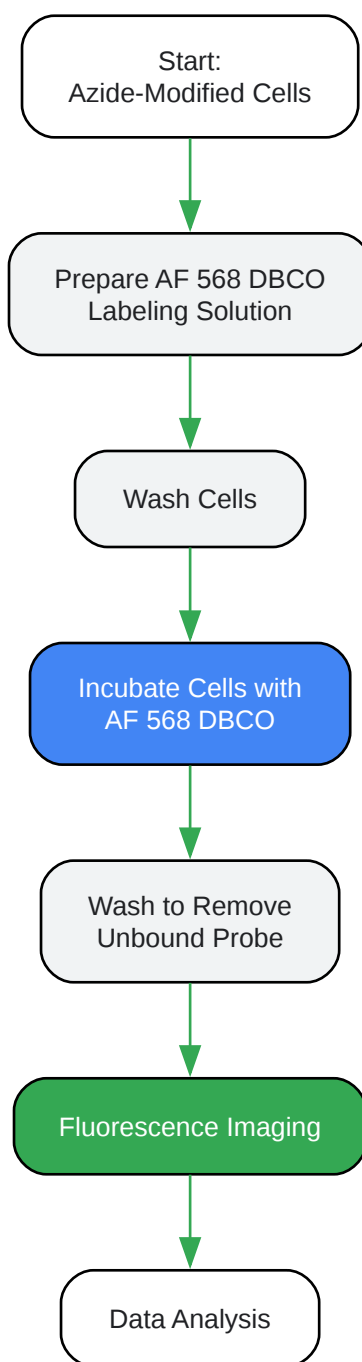 Start:
Azide-Modified Cells
Prepare AF 568 DBCO
Labeling Solution
Wash Cells
Incubate Cells with
AF 568 DBCO
Wash to Remove
Unbound Probe
Fluorescence Imaging
Data Analysis